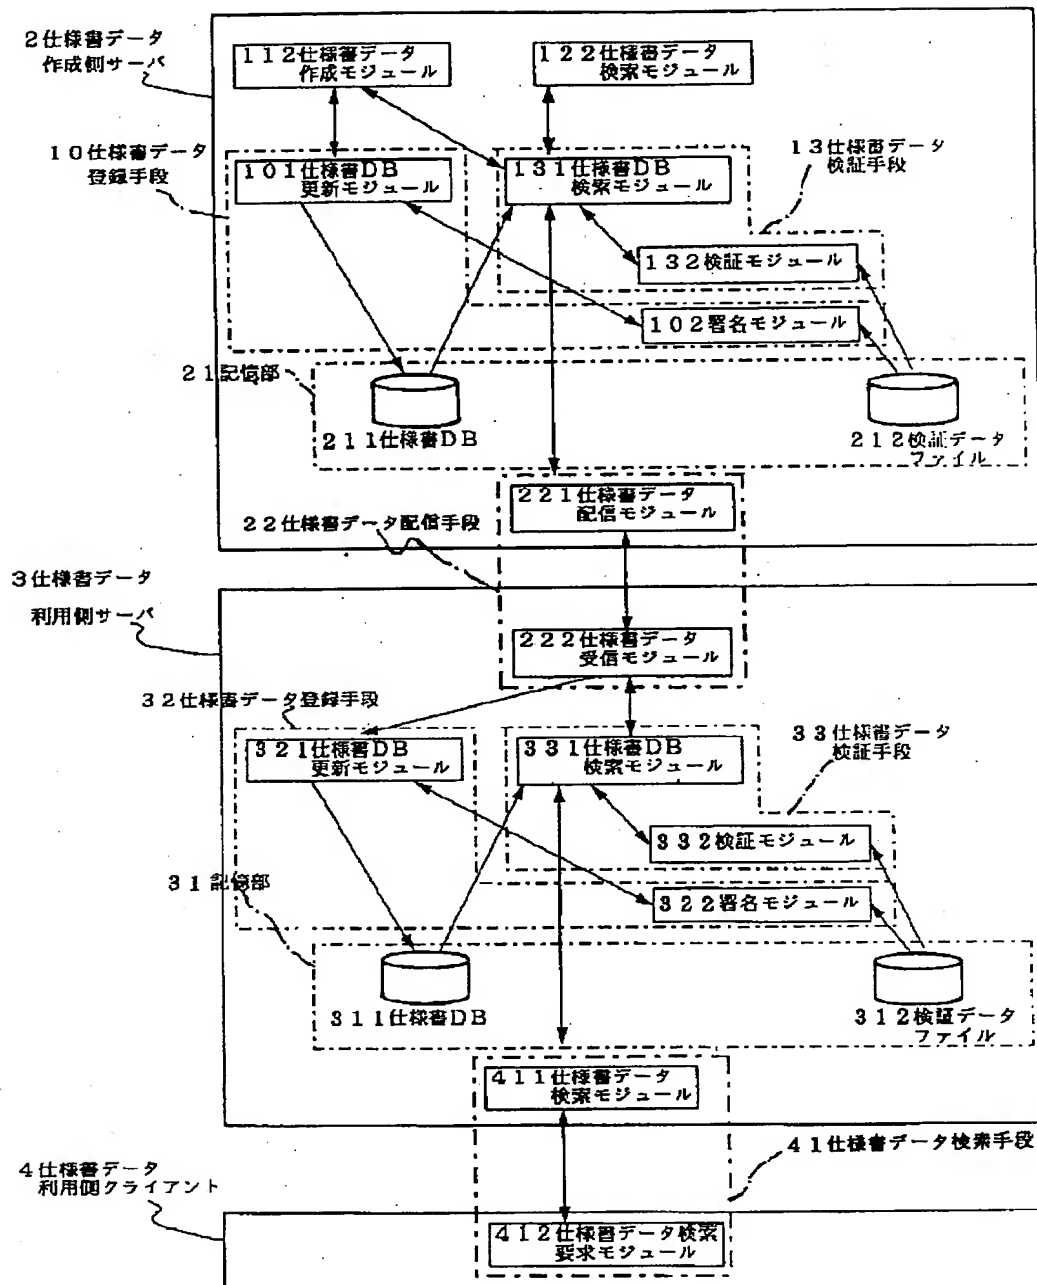 2仕様書データ
作成側サーバ
112仕様書データ
作成モジュール
122仕様書データ
検索モジュール
10仕様書データ
登録手段
101仕様書DB
更新モジュール
131仕様書DB
検索モジュール
13仕様書データ
検証手段
132検証モジュール
102署名モジュール
21記憶部
211仕様書DB
212検証データ
ファイル
221仕様書データ
配信モジュール
22仕様書データ配信手段
3仕様書データ
利用側サーバ
222仕様書データ
受信モジュール
32仕様書データ登録手段
321仕様書DB
更新モジュール
331仕様書DB
検索モジュール
33仕様書データ
検証手段
332検証モジュール
31記憶部
322署名モジュール
311仕様書DB
312検証データ
ファイル
411仕様書データ
検索モジュール
41仕様書データ検索手段
4仕様書データ
利用側クライアント
412仕様書データ検索
要求モジュール